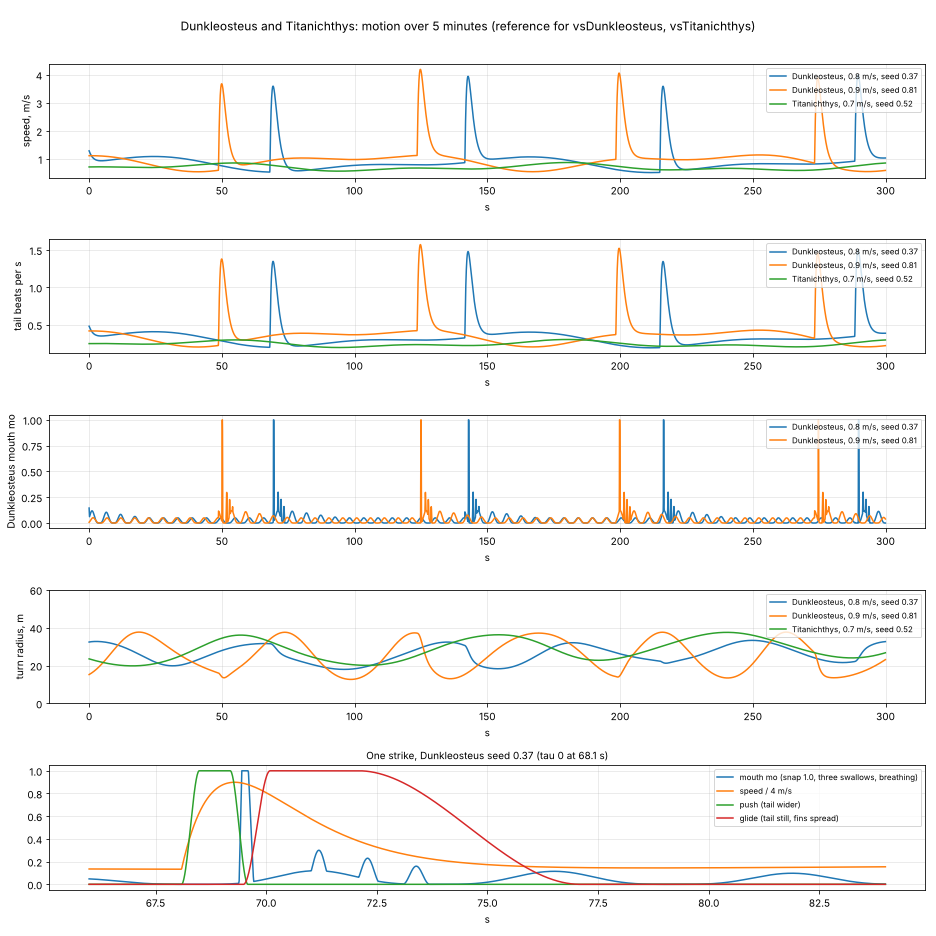 Dunkleosteus and Titanichthys: motion over 5 minutes (reference for vsDunkleosteus, vsTitanichthys)
speed, m/s
4
3
2
1
Dunkleosteus, 0.8 m/s, seed 0.37
Dunkleosteus, 0.9 m/s, seed 0.81
Titanichthys, 0.7 m/s, seed 0.52
0 50 100 150 200 250 300
s
tail beats per s
1.5
1.0
0.5
Dunkleosteus, 0.8 m/s, seed 0.37
Dunkleosteus, 0.9 m/s, seed 0.81
Titanichthys, 0.7 m/s, seed 0.52
0 50 100 150 200 250 300
s
Dunkleosteus mouth mo
1.00
0.75
0.50
0.25
0.00
Dunkleosteus, 0.8 m/s, seed 0.37
Dunkleosteus, 0.9 m/s, seed 0.81
0 50 100 150 200 250 300
s
turn radius, m
60
40
20
0
Dunkleosteus, 0.8 m/s, seed 0.37
Dunkleosteus, 0.9 m/s, seed 0.81
Titanichthys, 0.7 m/s, seed 0.52
0 50 100 150 200 250 300
s
One strike, Dunkleosteus seed 0.37 (tau 0 at 68.1 s)
1.0
0.8
0.6
0.4
0.2
0.0
mouth mo (snap 1.0, three swallows, breathing)
speed / 4 m/s
push (tail wider)
glide (tail still, fins spread)
67.5 70.0 72.5 75.0 77.5 80.0 82.5
s